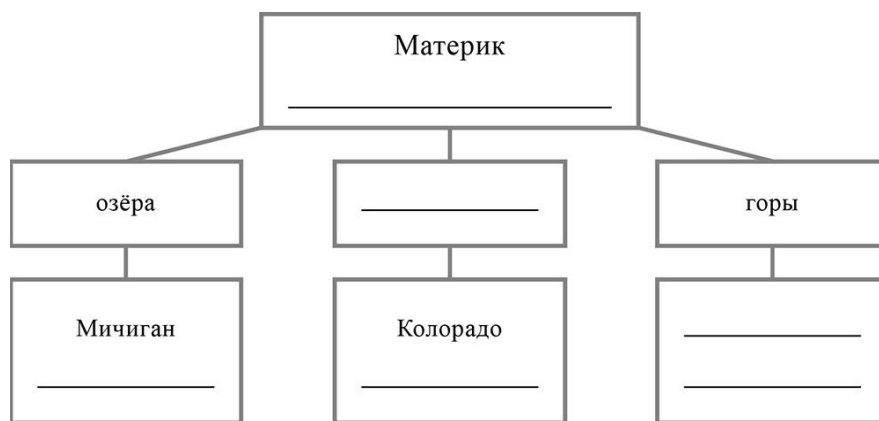 Материк
озёра
горы
Мичиган
Колорадо